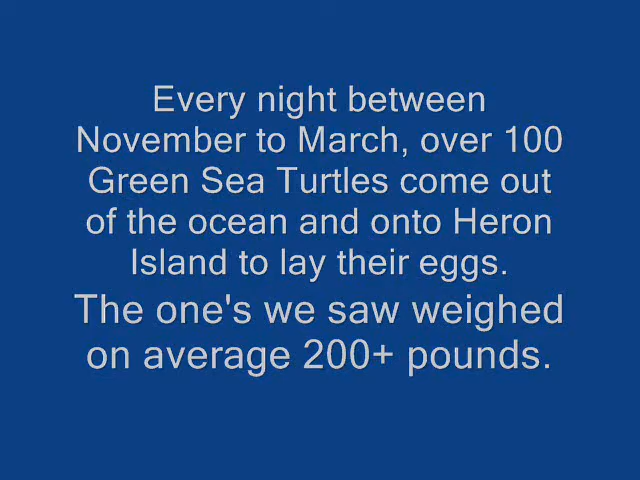 Every night between
November to March, over 100
Green Sea Turtles come out
of the ocean and onto Heron
Island to lay their eggs.
The one's we saw weighed
on average 200+ pounds.